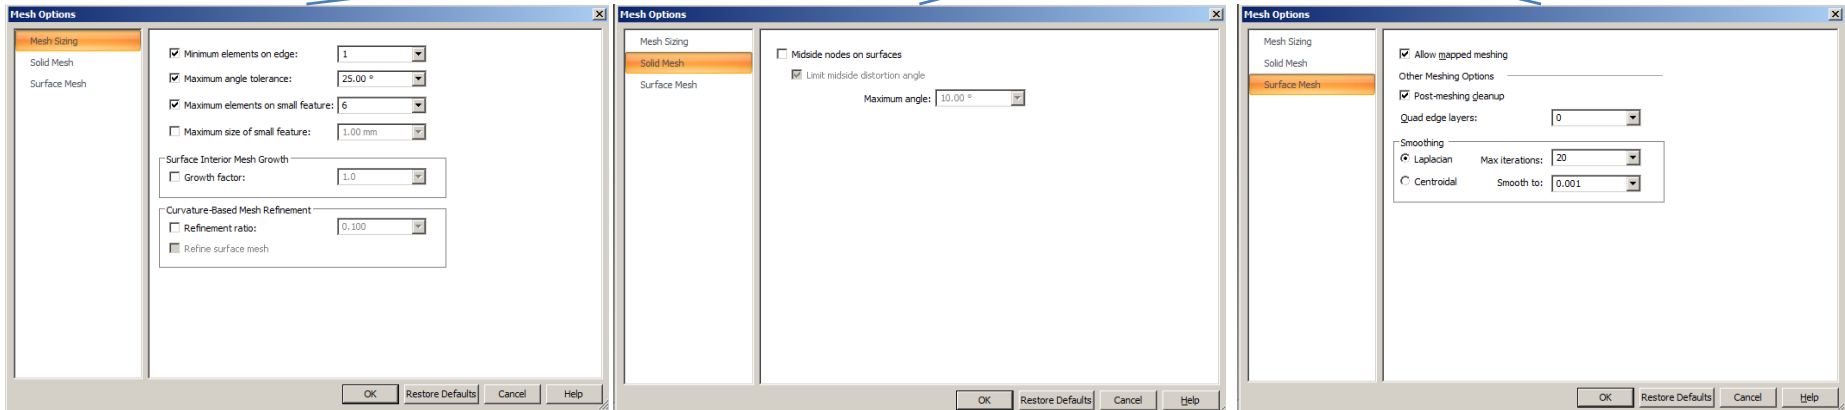 Mesh Options
Mesh Sizing
Solid Mesh
Surface Mesh
Minimum elements on edge: 1
Maximum angle tolerance: 25.00 °
Maximum elements on small feature: 6
Maximum size of small feature: 1.00 mm
Surface Interior Mesh Growth
Growth factor: 1.0
Curvature-Based Mesh Refinement
Refinement ratio: 0.100
Refine surface mesh
OK Restore Defaults Cancel Help
Mesh Options
Mesh Sizing
Solid Mesh
Surface Mesh
Midside nodes on surfaces
Limit midside distortion angle
Maximum angle: 10.00 °
OK Restore Defaults Cancel Help
Mesh Options
Mesh Sizing
Solid Mesh
Surface Mesh
Allow mapped meshing
Other Meshing Options
Post-meshing cleanup
Quad edge layers: 0
Smoothing
Laplacian Max iterations: 20
Centroidal Smooth to: 0.001
OK Restore Defaults Cancel Help